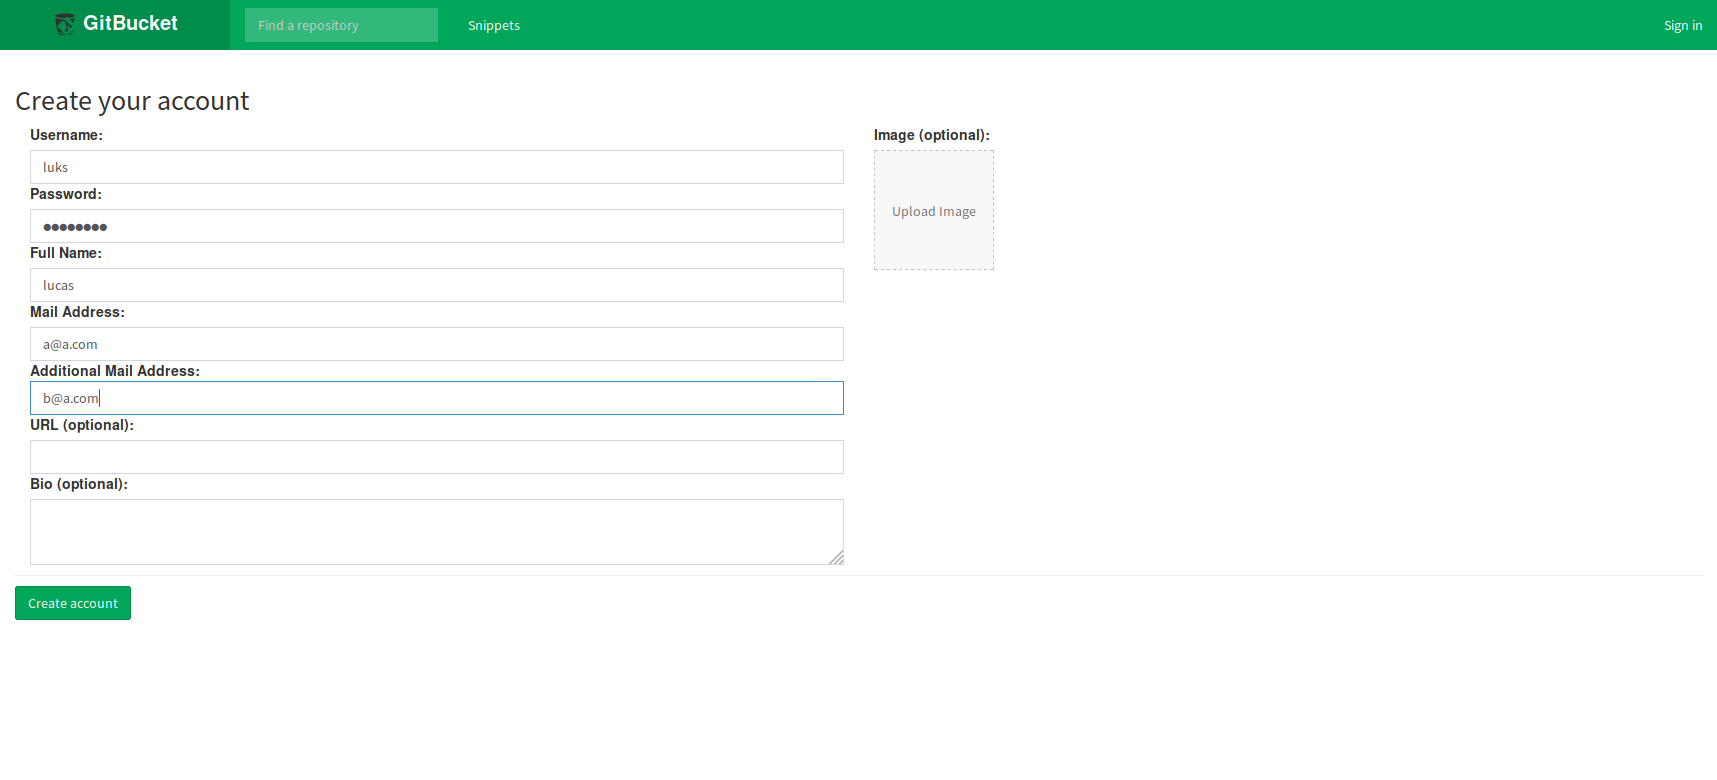 GitBucket Find a repository Snippets Sign in
Create your account
Username:
luks
Password:
●●●●●●●●
Full Name:
lucas
Mail Address:
a@a.com
Additional Mail Address:
b@a.com
URL (optional):
Bio (optional):
Image (optional):
Upload Image
Create account